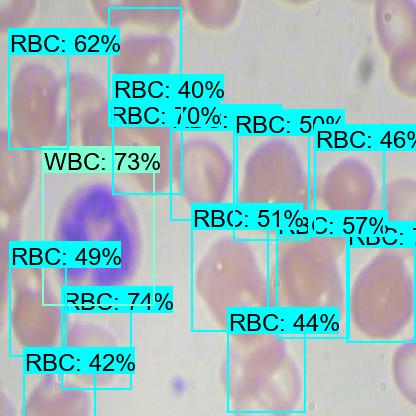 RBC: 62%
RBC: 40%
RBC: 70%
RBC: 50%
RBC: 46%
WBC: 73%
RBC: 51%
RBC: 57%
RBC: 49%
RBC: 74%
RBC: 44%
RBC: 42%